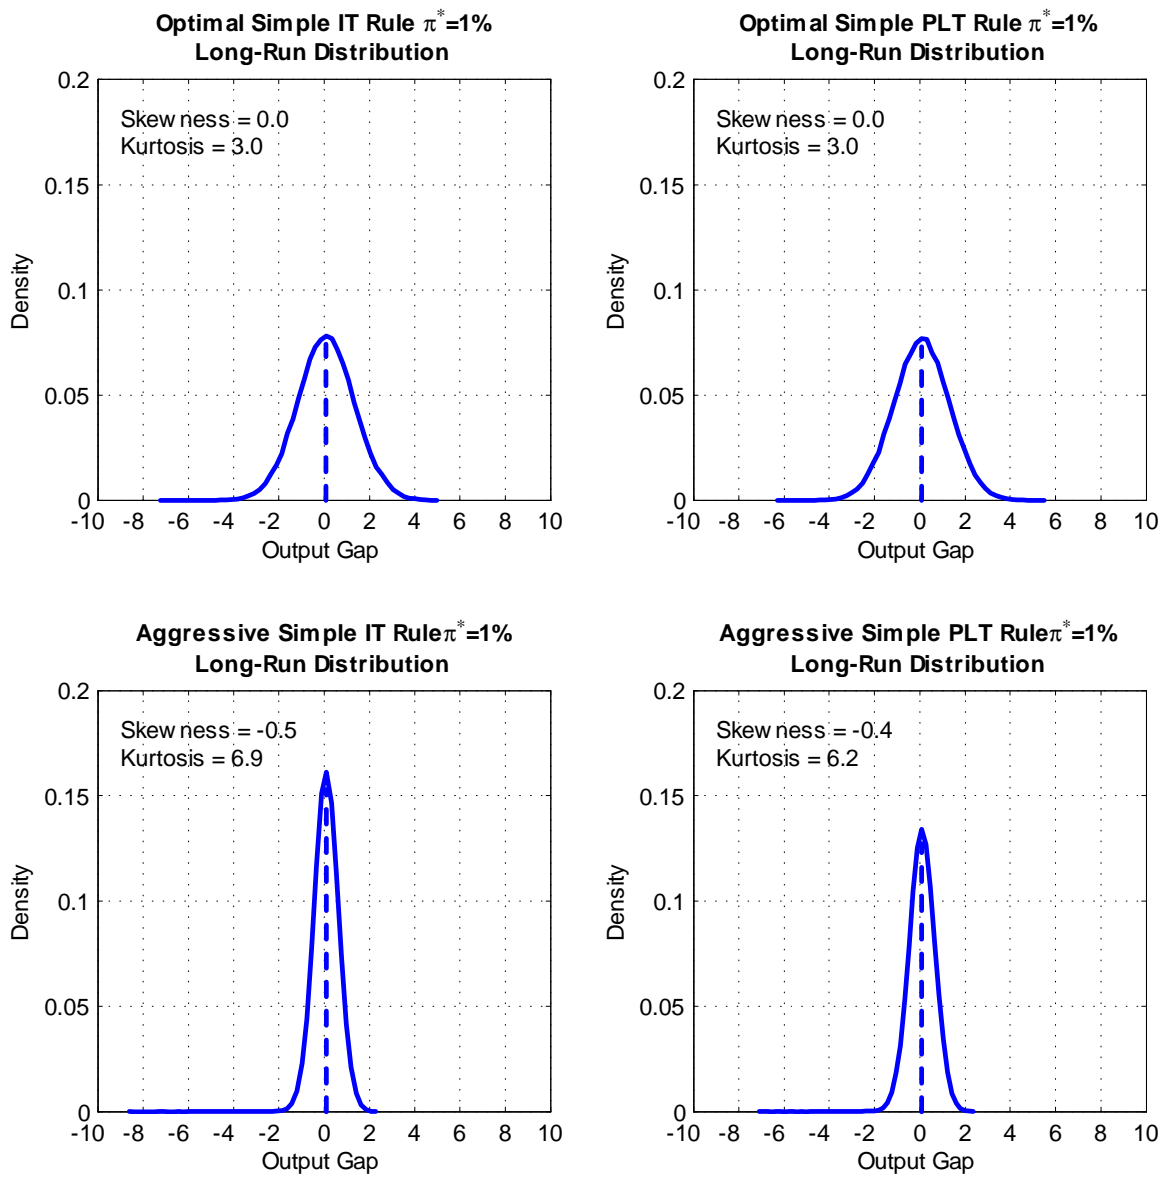 Optimal Simple IT Rule π*=1%
Long-Run Distribution
0.2
0.15
0.1
0.05
0
Skewness = 0.0
Kurtosis = 3.0
Density
-10 -8 -6 -4 -2 0 2 4 6 8 10
Output Gap
Optimal Simple PLT Rule π*=1%
Long-Run Distribution
0.2
0.15
0.1
0.05
0
Skewness = 0.0
Kurtosis = 3.0
Density
-10 -8 -6 -4 -2 0 2 4 6 8 10
Output Gap
Aggressive Simple IT Ruleπ*=1%
Long-Run Distribution
0.2
0.15
0.1
0.05
0
Skewness = -0.5
Kurtosis = 6.9
Density
-10 -8 -6 -4 -2 0 2 4 6 8 10
Output Gap
Aggressive Simple PLT Ruleπ*=1%
Long-Run Distribution
0.2
0.15
0.1
0.05
0
Skewness = -0.4
Kurtosis = 6.2
Density
-10 -8 -6 -4 -2 0 2 4 6 8 10
Output Gap